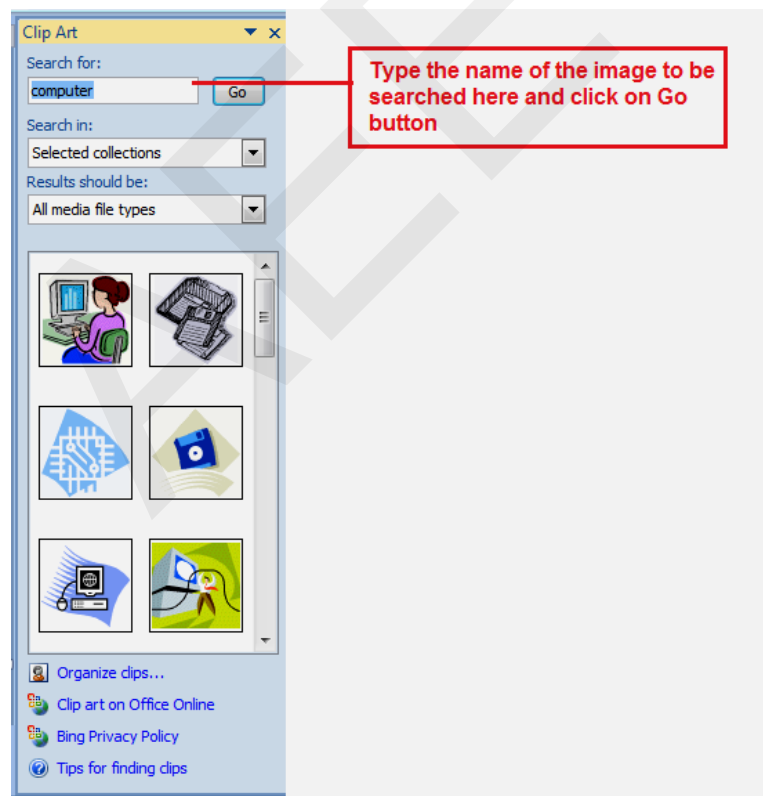 Clip Art
Search for:
computer
Go
Type the name of the image to be
searched here and click on Go
button
Search in:
Selected collections
Results should be:
All media file types
Organize clips...
Clip art on Office Online
Bing Privacy Policy
Tips for finding clips